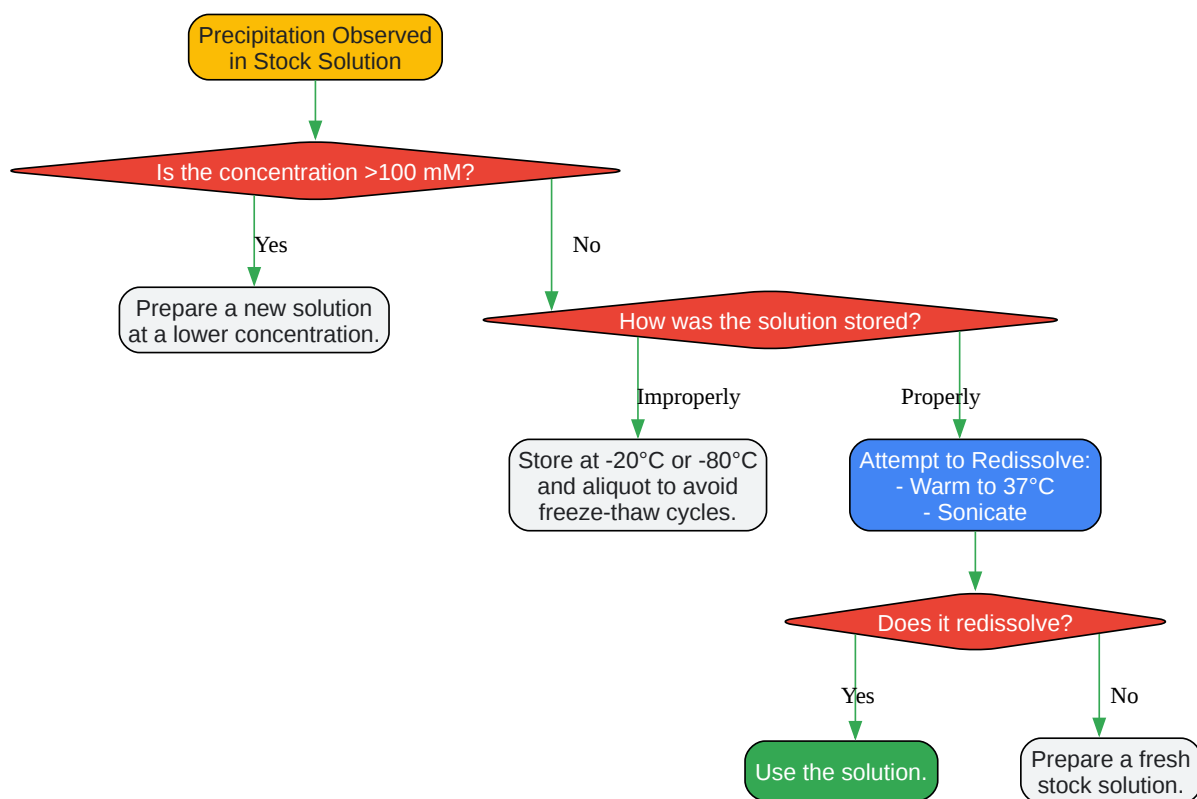 Precipitation Observed
in Stock Solution
Is the concentration >100 mM?
Yes
No
Prepare a new solution
at a lower concentration.
How was the solution stored?
Improperly
Properly
Store at -20°C or -80°C
and aliquot to avoid
freeze-thaw cycles.
Attempt to Redissolve:
- Warm to 37°C
- Sonicate
Does it redissolve?
Yes
No
Use the solution.
Prepare a fresh
stock solution.